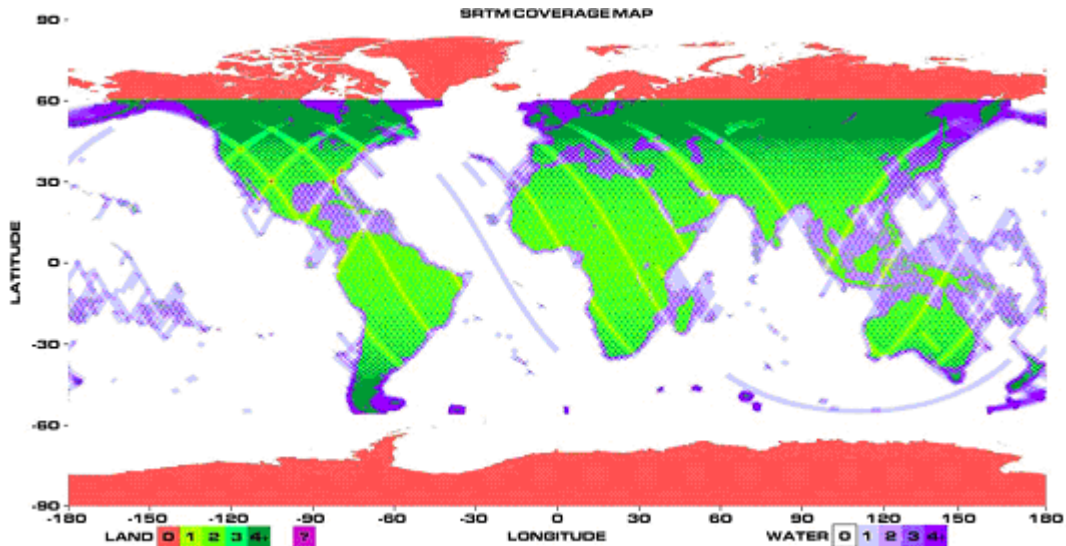 SRTM COVERAGE MAP
90
60
30
0
-30
-60
-90
LATITUDE
-180 -150 -120 -90 -60 -30 0 30 60 90 120 150 180
LAND 0 1 2 3 4+ ? LONGITUDE WATER 0 1 2 3 4+